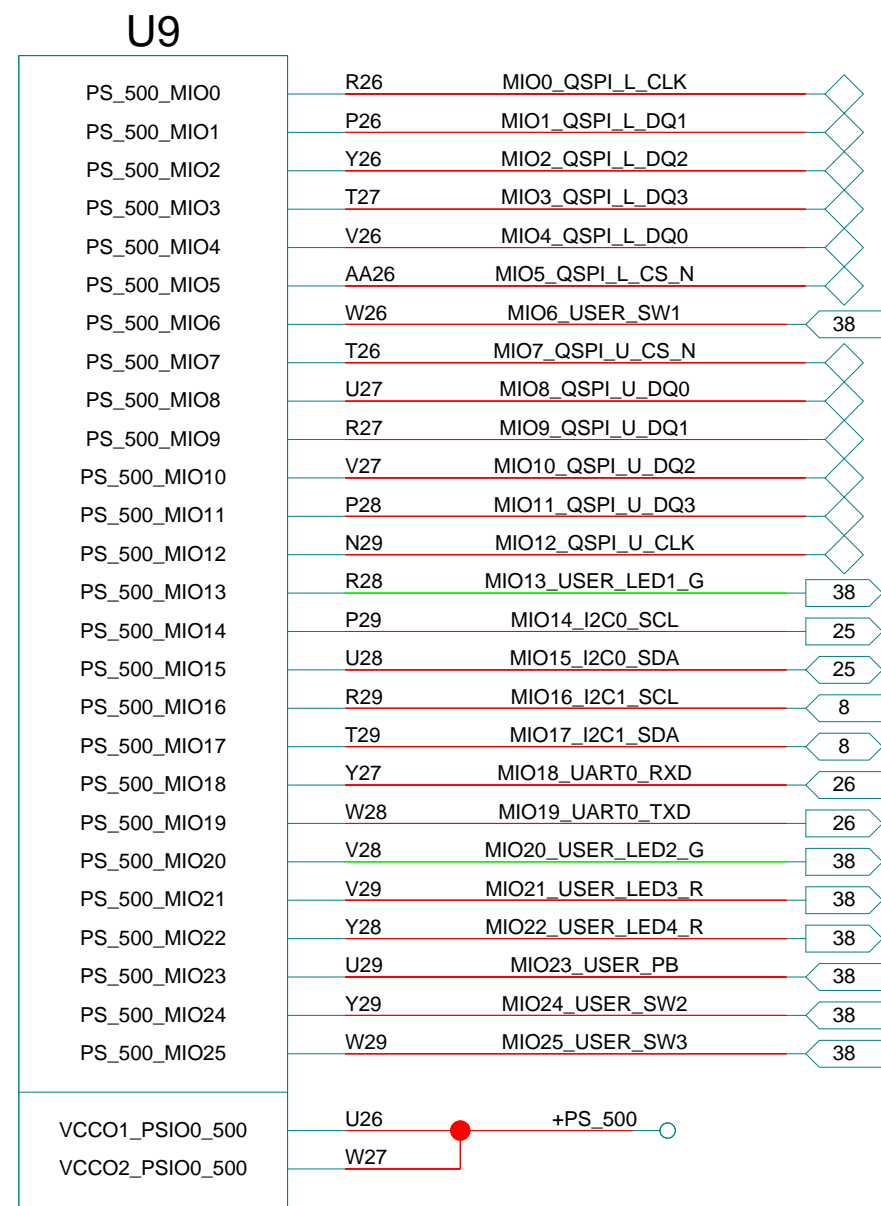 U9
PS_500_MIO0 R26 MIO0_QSPI_L_CLK
PS_500_MIO1 P26 MIO1_QSPI_L_DQ1
PS_500_MIO2 Y26 MIO2_QSPI_L_DQ2
PS_500_MIO3 T27 MIO3_QSPI_L_DQ3
PS_500_MIO4 V26 MIO4_QSPI_L_DQ0
PS_500_MIO5 AA26 MIO5_QSPI_L_CS_N
PS_500_MIO6 W26 MIO6_USER_SW1 38
PS_500_MIO7 T26 MIO7_QSPI_U_CS_N
PS_500_MIO8 U27 MIO8_QSPI_U_DQ0
PS_500_MIO9 R27 MIO9_QSPI_U_DQ1
PS_500_MIO10 V27 MIO10_QSPI_U_DQ2
PS_500_MIO11 P28 MIO11_QSPI_U_DQ3
PS_500_MIO12 N29 MIO12_QSPI_U_CLK
PS_500_MIO13 R28 MIO13_USER_LED1_G 38
PS_500_MIO14 P29 MIO14_I2C0_SCL 25
PS_500_MIO15 U28 MIO15_I2C0_SDA 25
PS_500_MIO16 R29 MIO16_I2C1_SCL 8
PS_500_MIO17 T29 MIO17_I2C1_SDA 8
PS_500_MIO18 Y27 MIO18_UART0_RXD 26
PS_500_MIO19 W28 MIO19_UART0_TXD 26
PS_500_MIO20 V28 MIO20_USER_LED2_G 38
PS_500_MIO21 V29 MIO21_USER_LED3_R 38
PS_500_MIO22 Y28 MIO22_USER_LED4_R 38
PS_500_MIO23 U29 MIO23_USER_PB 38
PS_500_MIO24 Y29 MIO24_USER_SW2 38
PS_500_MIO25 W29 MIO25_USER_SW3 38
VCCO1_PSIO0_500 U26 +PS_500
VCCO2_PSIO0_500 W27